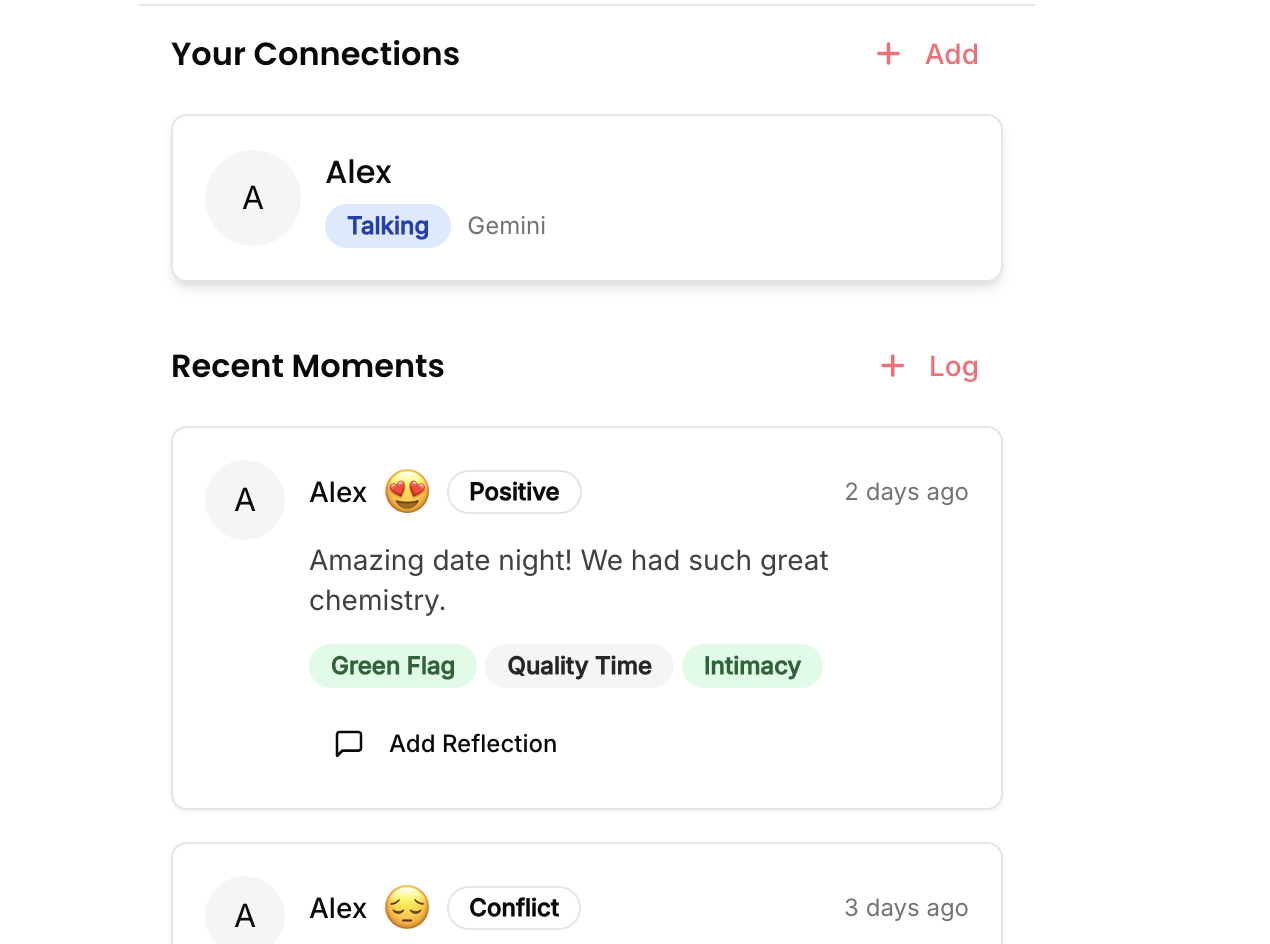 Your Connections
+ Add
A
Alex
Talking Gemini
Recent Moments
+ Log
A
Alex 😍 Positive 2 days ago
Amazing date night! We had such great
chemistry.
Green Flag Quality Time Intimacy
Add Reflection
A
Alex 😔 Conflict 3 days ago